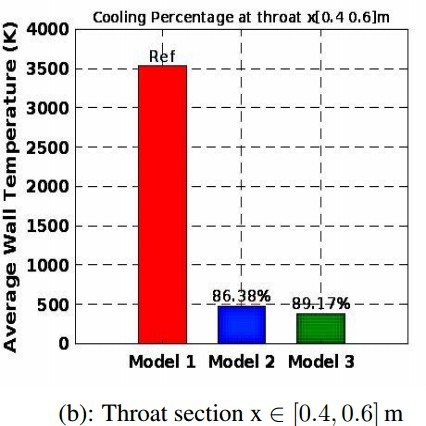 Cooling Percentage at throat x[0.4 0.6]m
Average Wall Temperature (K)
4000
3500
3000
2500
2000
1500
1000
500
0
Ref
86.38%
89.17%
Model 1 Model 2 Model 3
(b): Throat section x ∈ [0.4, 0.6] m